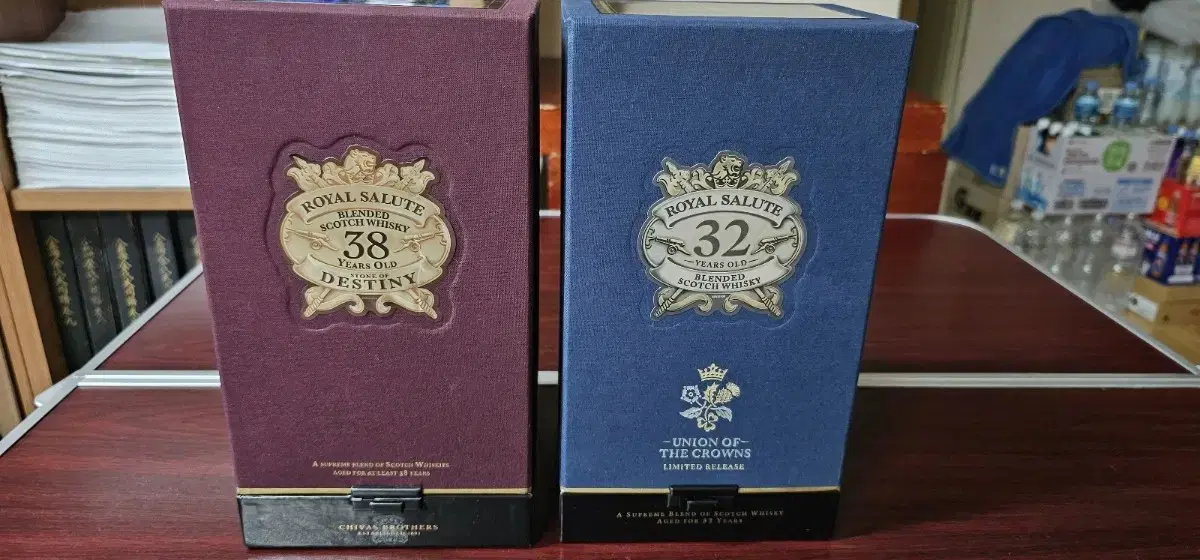 ROYAL SALUTE
BLENDED
SCOTCH WHISKY
38
YEARS OLD
STONE OF
DESTINY
A SUPREME BLEND OF SCOTCH WHISKIES
AGED FOR AT LEAST 38 YEARS
CHIVAS BROTHERS
ESTABLISHED 1801
ROYAL SALUTE
32
YEARS OLD
BLENDED
SCOTCH WHISKY
UNION OF
THE CROWNS
LIMITED RELEASE
A SUPREME BLEND OF SCOTCH WHISKY
AGED FOR 32 YEARS